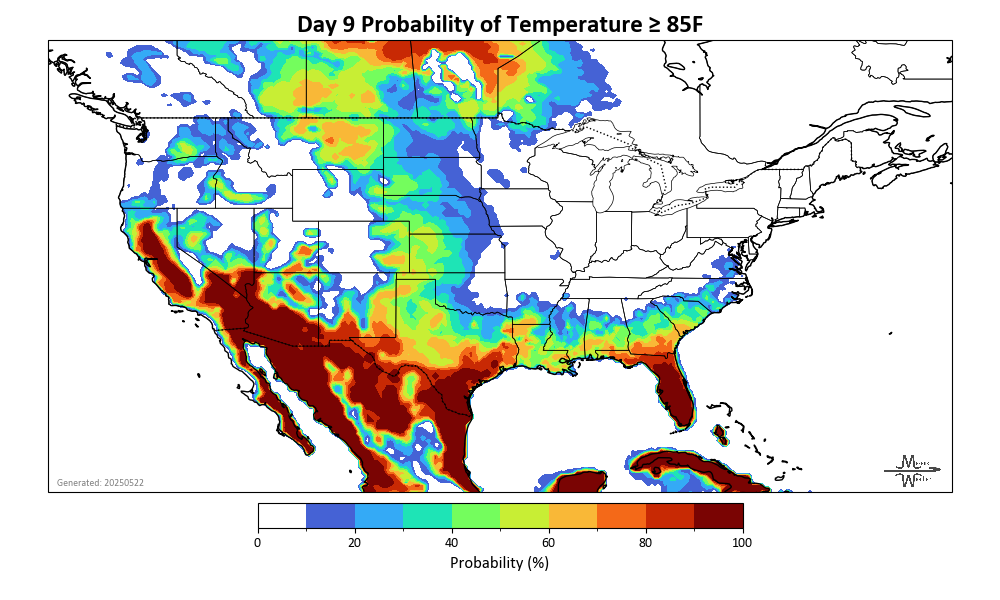 Day 9 Probability of Temperature ≥ 85F
Generated: 20250522
0 20 40 60 80 100
Probability (%)